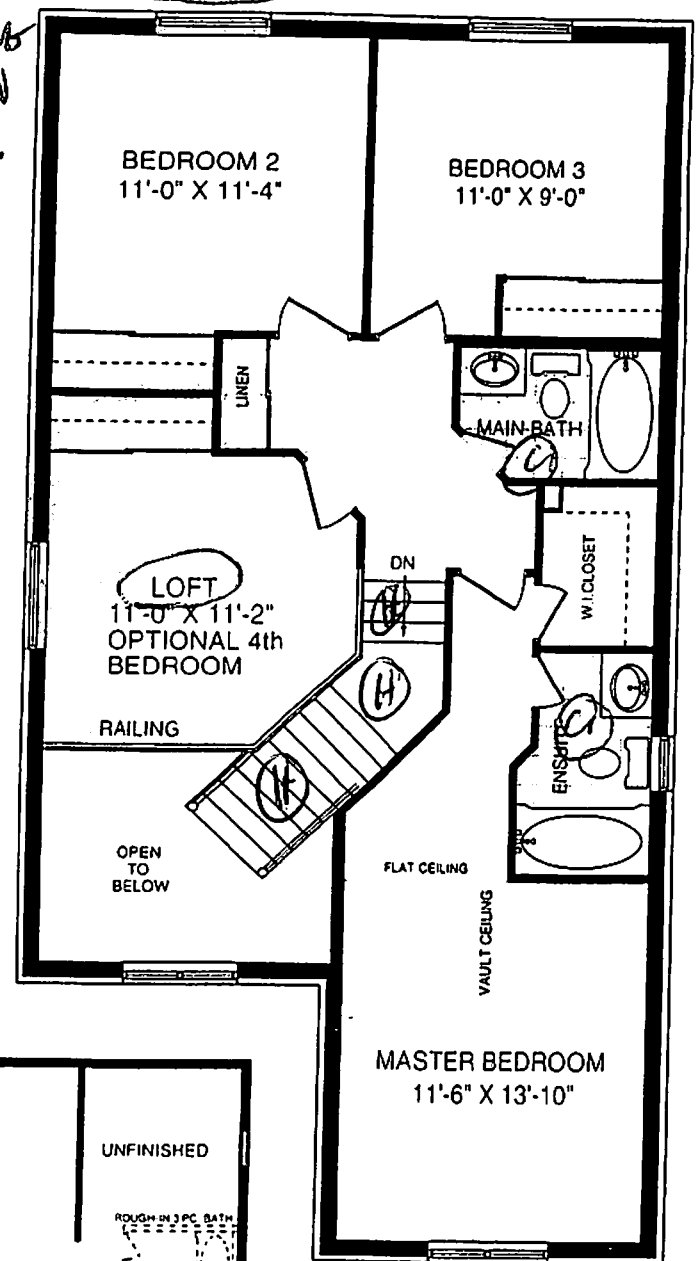 BEDROOM 2
11'-0" X 11'-4"
BEDROOM 3
11'-0" X 9'-0"
LINEN
MAIN BATH
C
W.I.CLOSET
DN
H
LOFT
11'-0" X 11'-2"
OPTIONAL 4th
BEDROOM
H
RAILING
C
ENSUITE
H
OPEN
TO
BELOW
FLAT CEILING
VAULT CEILING
MASTER BEDROOM
11'-6" X 13'-10"
UNFINISHED
ROUGH-IN 3 PC. BATH